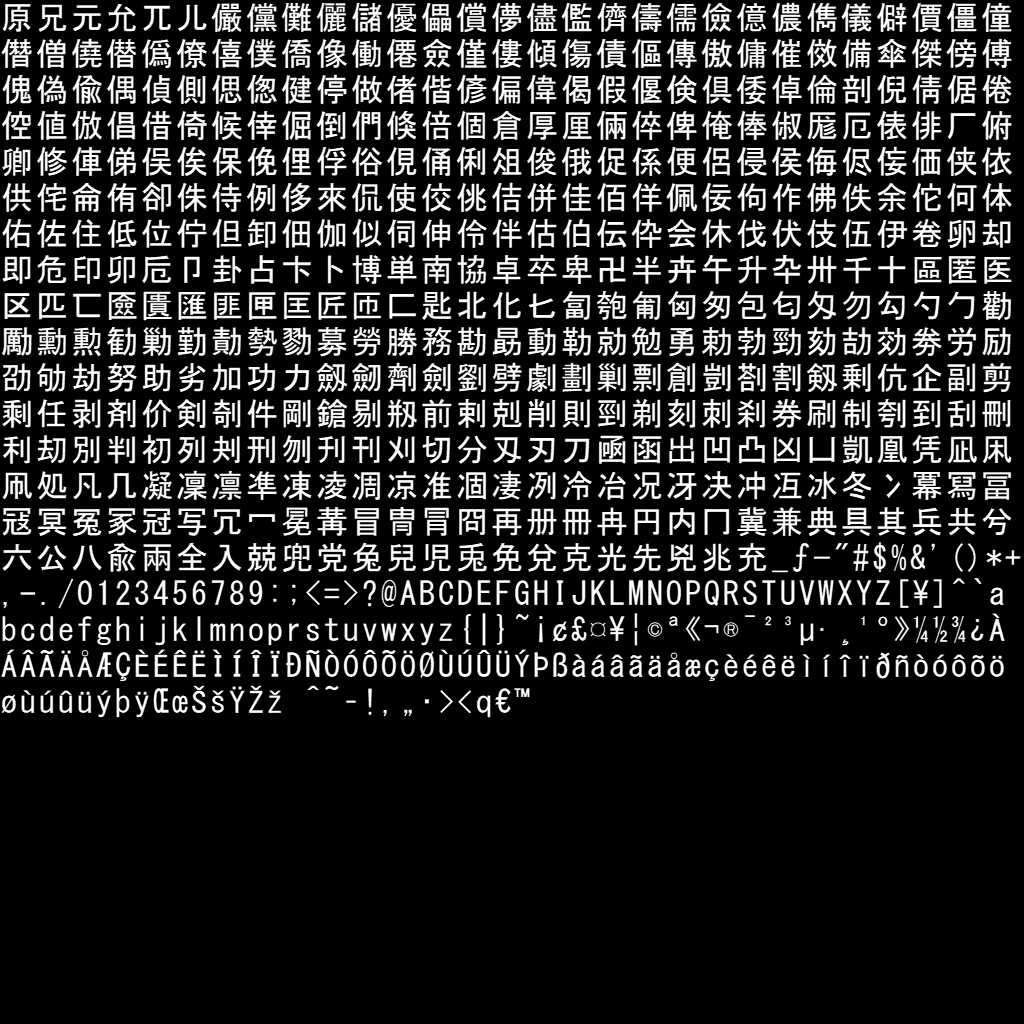 原兄元允兀儿儼儻儺儷儲優儡償儚儘儖儕儔儒儉億儂儁儀僻價僵僮
僭僧僥僣僞僚僖僕僑像働僊僉僅僂傾傷債傴傳傲傭催傚備傘傑傍傅
傀偽偸偶偵側偲偬健停做偖偕偐偏偉偈假偃倹倶倭倬倫剖倪倩倨倦
倥値倣倡借倚候倖倔倒們倏倍個倉厚厘倆倅俾俺俸俶厖厄俵俳厂俯
卿修俥俤俣俟保俛俚俘俗俔俑俐俎俊俄促係便侶侵侯侮侭侫価侠依
供侘侖侑卻侏侍例侈來侃使佼佻佶併佳佰佯佩佞佝作佛佚余佗何体
佑佐住低位佇但卸佃伽似伺伸伶伴估伯伝伜会休伐伏伎伍伊巻卵却
即危印卯卮卩卦占卞卜博単南協卓卒卑卍半卉午升卆卅千十區匿医
区匹匸匳匱匯匪匣匡匠匝匚匙北化匕匐匏匍匈匆包匂匁勿勾勺勹勸
勵勳勲勧勦勤勣勢勠募勞勝務勘勗動勒勍勉勇勅勃勁劾劼効劵労励
劭劬劫努助劣加功力劔劒劑劍劉劈劇劃剿剽創剴剳割剱剰伉企副剪
剩任剥剤价剣剞件剛鎗剔剏前剌剋削則剄剃刻刺刹券刷制刳到刮刪
利刧別判初列刔刑刎刋刊刈切分刄刃刀凾函出凹凸凶凵凱凰凭凪凩
凧処凡几凝凜凛準凍凌凋凉准凅凄冽冷冶况冴决冲冱冰冬冫冪冩冨
冦冥冤冢冠写冗冖冕冓冒冑冐冏再册冊冉円内冂冀兼典具其兵共兮
六公八兪兩全入兢兜党兔兒児兎免兌克光先兇兆充_ƒ—″#$%&'()*+
,-./0123456789:;<=>?@ABCDEFGHIJKLMNOPQRSTUVWXYZ[¥]ˆ`a
bcdefghijklmnopqrstuvwxyz{|}~¡¢£¤¥¦©ª《¬®¯²³µ·¸¹º》¼½¾¿À
ÁÂÃÄÅÆÇÈÉÊËÌÍÎÏÐÑÒÓÔÕÖØÙÚÛÜÝÞßàáâãäåæçèéêëìíîïðñòóôõö
øùúûüýþÿŒœŠšŸŽž ˆ˜‐!‚„·><q€™